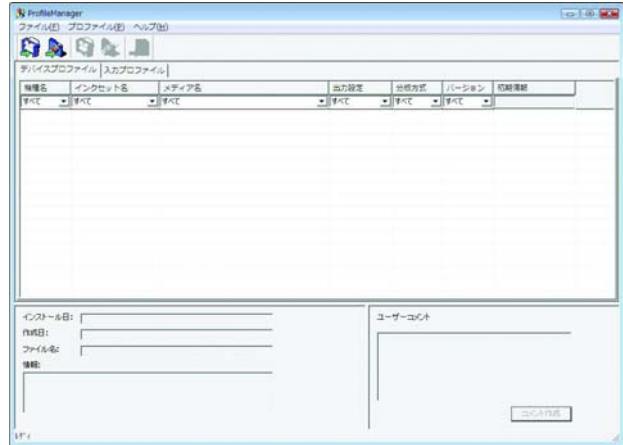 ProfileManager
ファイル(F) プロファイル(P) ヘルプ(H)
デバイスプロファイル 入力プロファイル
機種名 インクセット名 メディア名 出力設定 分版方式 バージョン
すべて すべて すべて すべて すべて すべて
インストール日:
作成日:
ファイル名:
情報:
ユーザーコメント
コメント作成
レディ